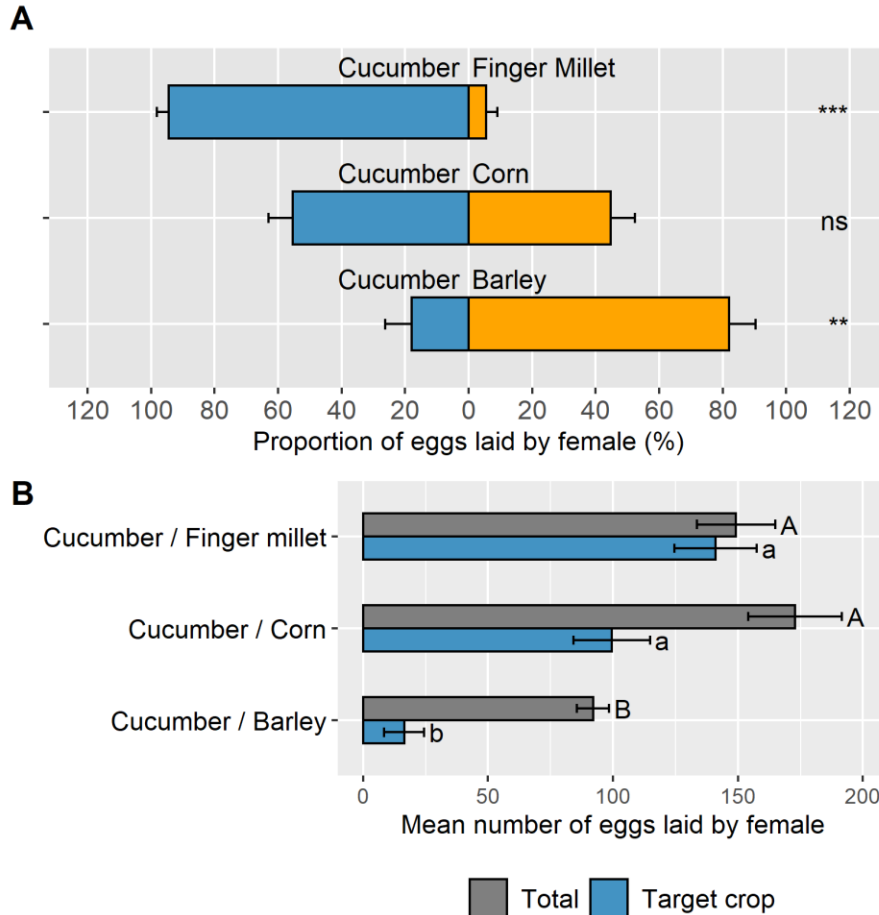 A
Cucumber Finger Millet
***
Cucumber Corn
ns
Cucumber Barley
**
120 100 80 60 40 20 0 20 40 60 80 100 120
Proportion of eggs laid by female (%)
B
Cucumber / Finger millet
A
a
Cucumber / Corn
A
a
Cucumber / Barley
B
b
0 50 100 150 200
Mean number of eggs laid by female
Total Target crop